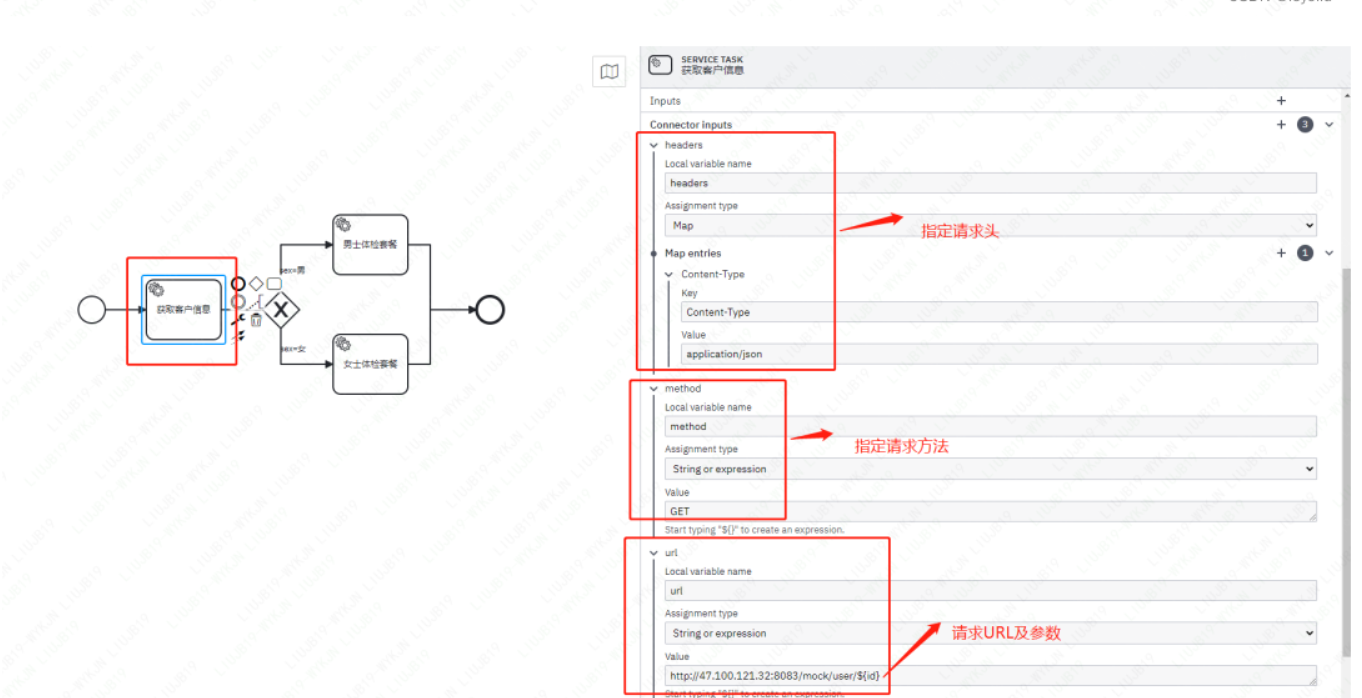 SERVICE TASK
获取客户信息
Inputs
Connector inputs
3
headers
Local variable name
headers
Assignment type
Map
指定请求头
Map entries
1
Content-Type
Key
Content-Type
Value
application/json
method
Local variable name
method
Assignment type
String or expression
指定请求方法
Value
GET
Start typing "${}" to create an expression.
url
Local variable name
url
Assignment type
String or expression
请求URL及参数
Value
http://47.100.121.32:8083/mock/user/${id}
Start typing "${}" to create an expression.
获取客户信息
sex=男
男士体检套餐
sex=女
女士体检套餐